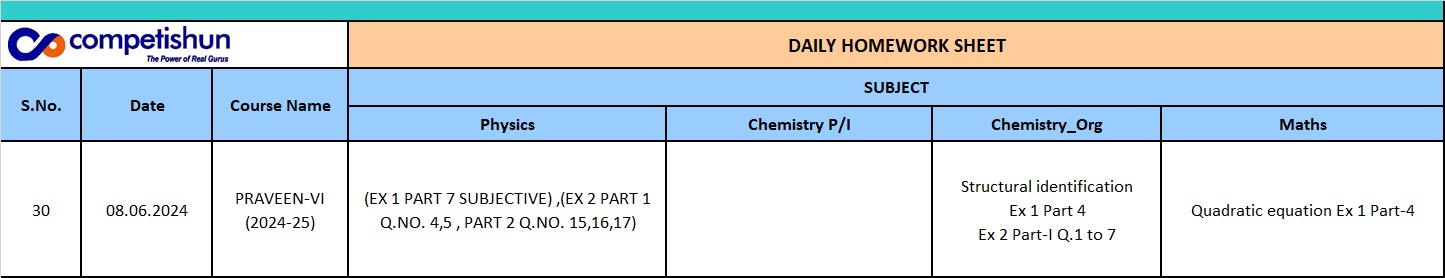 competishun
The Power of Real Gurus
DAILY HOMEWORK SHEET
S.No.
Date
Course Name
SUBJECT
Physics
Chemistry P/I
Chemistry_Org
Maths
30
08.06.2024
PRAVEEN-VI
(2024-25)
(EX 1 PART 7 SUBJECTIVE) ,(EX 2 PART 1
Q.NO. 4,5 , PART 2 Q.NO. 15,16,17)
Structural identification
Ex 1 Part 4
Ex 2 Part-I Q.1 to 7
Quadratic equation Ex 1 Part-4